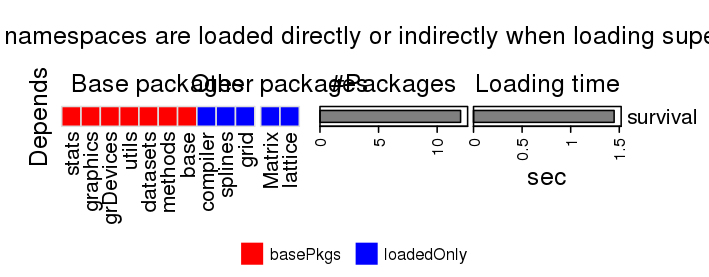 namespaces are loaded directly or indirectly when loading supe
Depends
Base packages
Other packages
#Packages
Loading time
survival
stats
graphics
grDevices
utils
datasets
methods
base
compiler
splines
grid
Matrix
lattice
0 5 10
0 0.5 1 1.5
sec
basePkgs loadedOnly